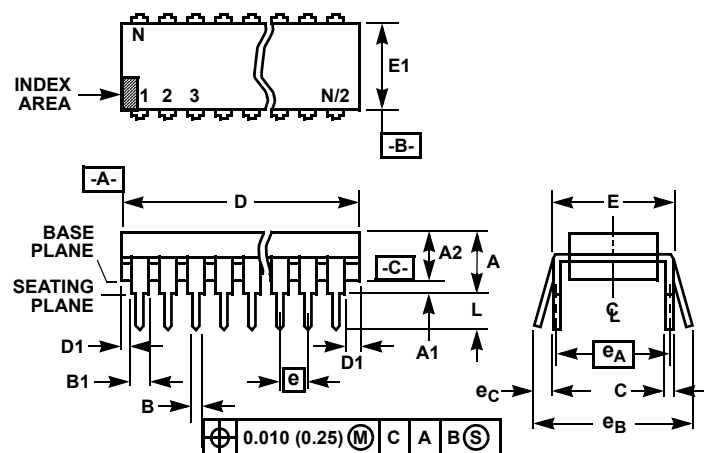 N
E1
INDEX
AREA
1 2 3 N/2
-B-
-A-
D
E
BASE
PLANE
A2
A
-C-
SEATING
PLANE
L
C
L
D1
A1
D1
eA
B1
e
eC
C
B
eB
0.010 (0.25) M C A B S